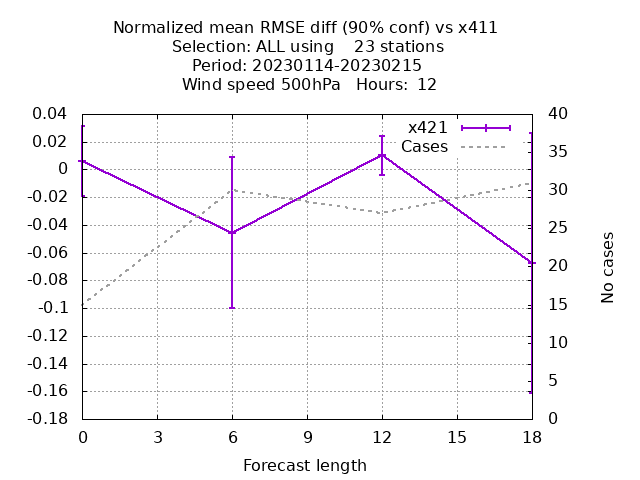 Normalized mean RMSE diff (90% conf) vs x411
Selection: ALL using    23 stations
Period: 20230114-20230215
Wind speed 500hPa   Hours:  12
x421
Cases
0.04
0.02
0
-0.02
-0.04
-0.06
-0.08
-0.1
-0.12
-0.14
-0.16
-0.18
40
35
30
25
20
15
10
5
0
No cases
0 3 6 9 12 15 18
Forecast length